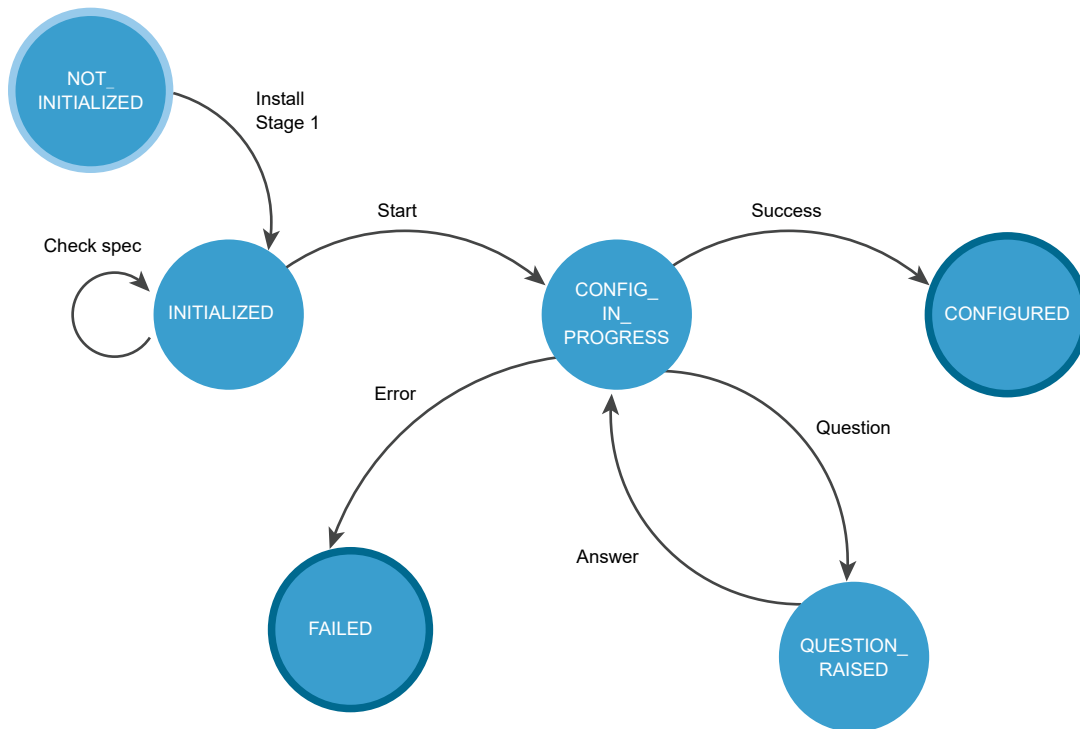 NOT_
INITIALIZED
Install
Stage 1
Start
Success
Check spec
INITIALIZED
CONFIG_
IN_
PROGRESS
CONFIGURED
Error
Question
Answer
FAILED
QUESTION_
RAISED